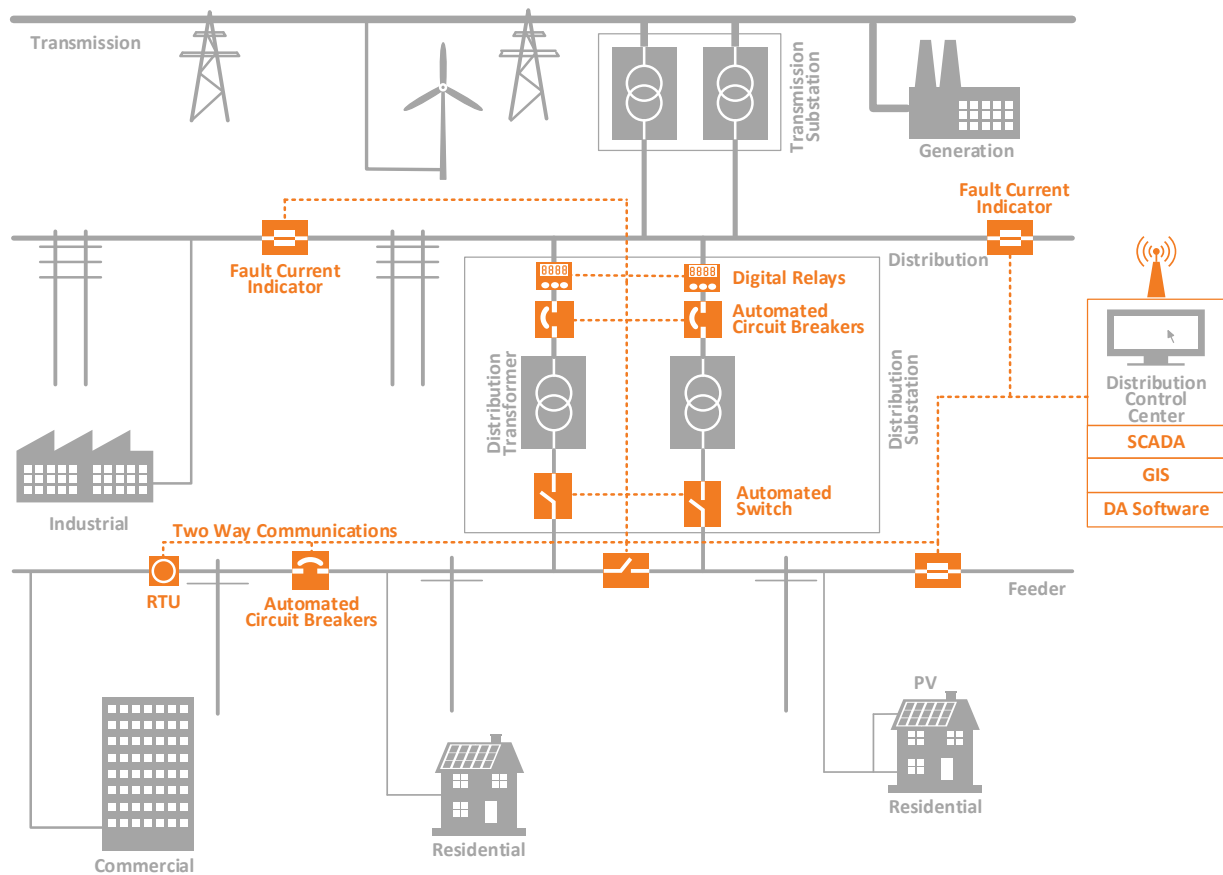 Transmission
Transmission
Substation
Generation
Fault Current
Indicator
Fault Current
Indicator
Distribution
8888
8888
Digital Relays
Automated
Circuit Breakers
Distribution
Transformer
Distribution
Substation
Distribution
Control
Center
SCADA
GIS
DA Software
Automated
Switch
Industrial
Two Way Communications
RTU
Automated
Circuit Breakers
Feeder
PV
Residential
Residential
Commercial